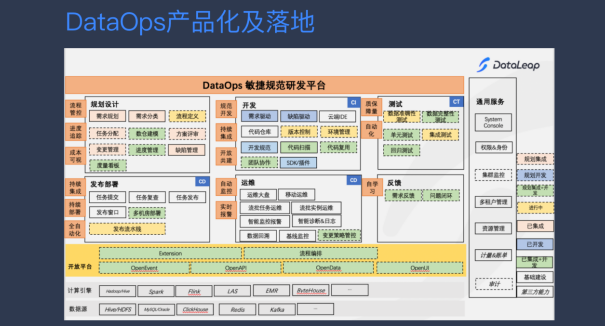 DataOps产品化及落地
DataLeap
DataOps 敏捷规范研发平台
流程管控
进度追踪
成本可视
规划设计
需求规划 需求分类 流程定义
任务分配 数仓建模 方案评审
变更管理 进度管理 缺陷管理
度量看板
规范开发
持续集成
开放共建
开发
CI
需求驱动 缺陷驱动 云端IDE
代码仓库 版本控制 环境管理
开发规范 代码扫描 代码复用
团队协作 SDK/插件
质保降量
自动化
测试
CT
数据准确性测试 数据完整性测试
单元测试 集成测试
回归测试
持续集成
持续部署
全自动化
发布部署
CD
任务提交 任务复查 任务发布
发布窗口 多机房部署
发布流水线
自动监控
实时报警
运维
CD
运维大盘 移动运维
流批任务运维 流批实例运维
智能监控报警 智能诊断&日志
数据回溯 基线监控 变更策略管控
自学习
反馈
需求反馈 问题闭环
开放平台
Extension 流程编排
OpenEvent OpenAPI OpenData OpenUI
计算引擎
Hadoop/Hive Spark Flink LAS EMR ByteHouse ...
数据源
Hive/HDFS MySQL/Oracle ClickHouse Redis Kafka ... ...
通用服务
System Console
权限&身份
集群监控
多租户管理
资源管理
计量&账单
审计
规划集成
规划开发
进行中
已集成
已开发
已集成+开发
基础建设
第三方能力